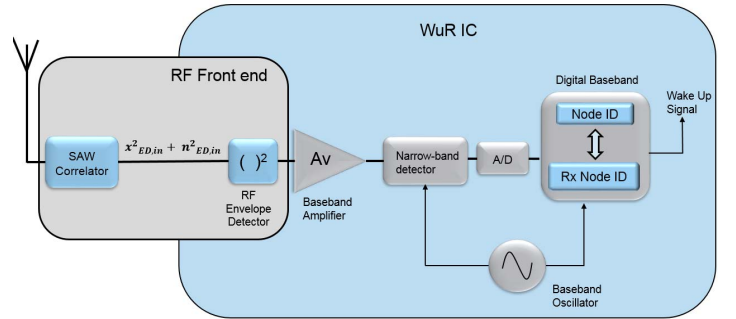 WuR IC
RF Front end
SAW
Correlator
x²ED,in + n²ED,in
( )²
RF
Envelope
Detector
Av
Baseband
Amplifier
Narrow-band
detector
A/D
Digital Baseband
Node ID
Rx Node ID
Wake Up
Signal
Baseband
Oscillator